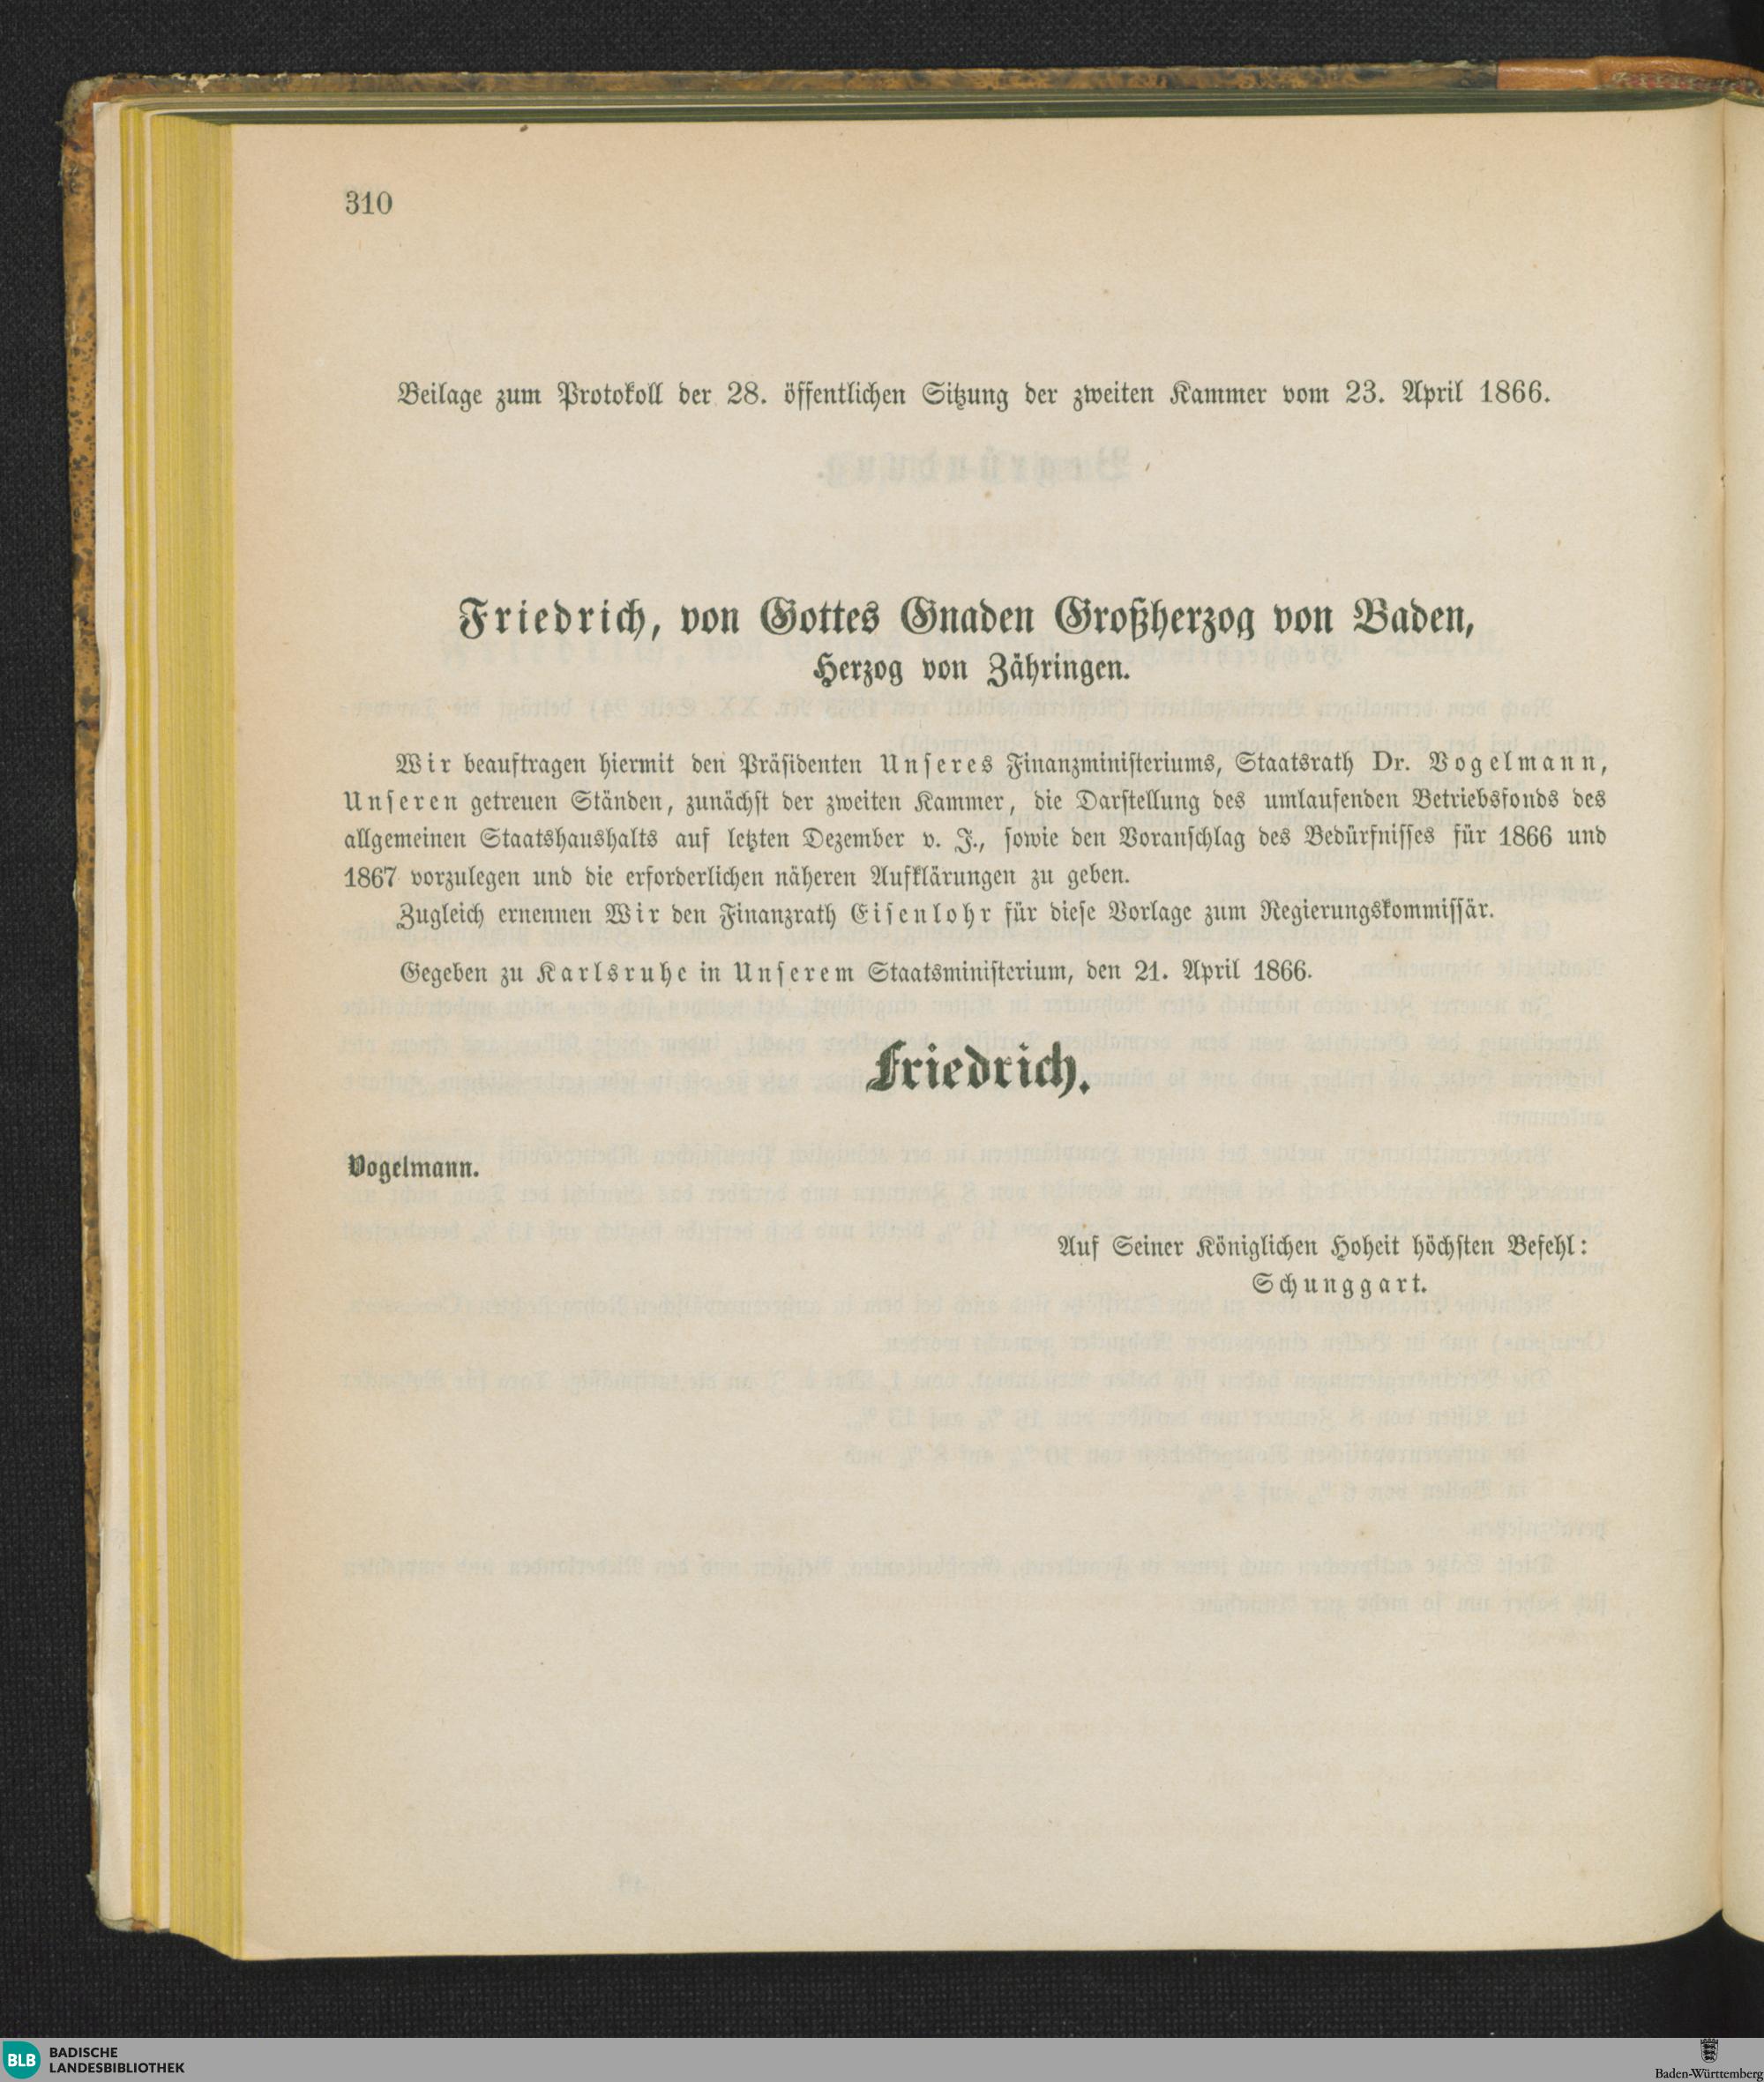 310
Beilage zum Protokoll der 28. öffentlichen Sitzung der zweiten Kammer vom 23. April 1866.
Friedrich, von Gottes Gnaden Großherzog von Baden,
Herzog von Zähringen.
Wir beauftragen hiermit den Präsidenten Unseres Finanzministeriums, Staatsrath Dr. Vogelmann,
Unseren getreuen Ständen, zunächst der zweiten Kammer, die Darstellung des umlaufenden Betriebsfonds des
allgemeinen Staatshaushalts auf letzten Dezember v. J., sowie den Voranschlag des Bedürfnisses für 1866 und
1867 vorzulegen und die erforderlichen näheren Aufklärungen zu geben.
Zugleich ernennen Wir den Finanzrath Eisenlohr für diese Vorlage zum Regierungskommissär.
Gegeben zu Karlsruhe in Unserem Staatsministerium, den 21. April 1866.
Friedrich.
Vogelmann.
Auf Seiner Königlichen Hoheit höchsten Befehl:
Schunggart.
BLB BADISCHE
LANDESBIBLIOTHEK
Baden-Württemberg